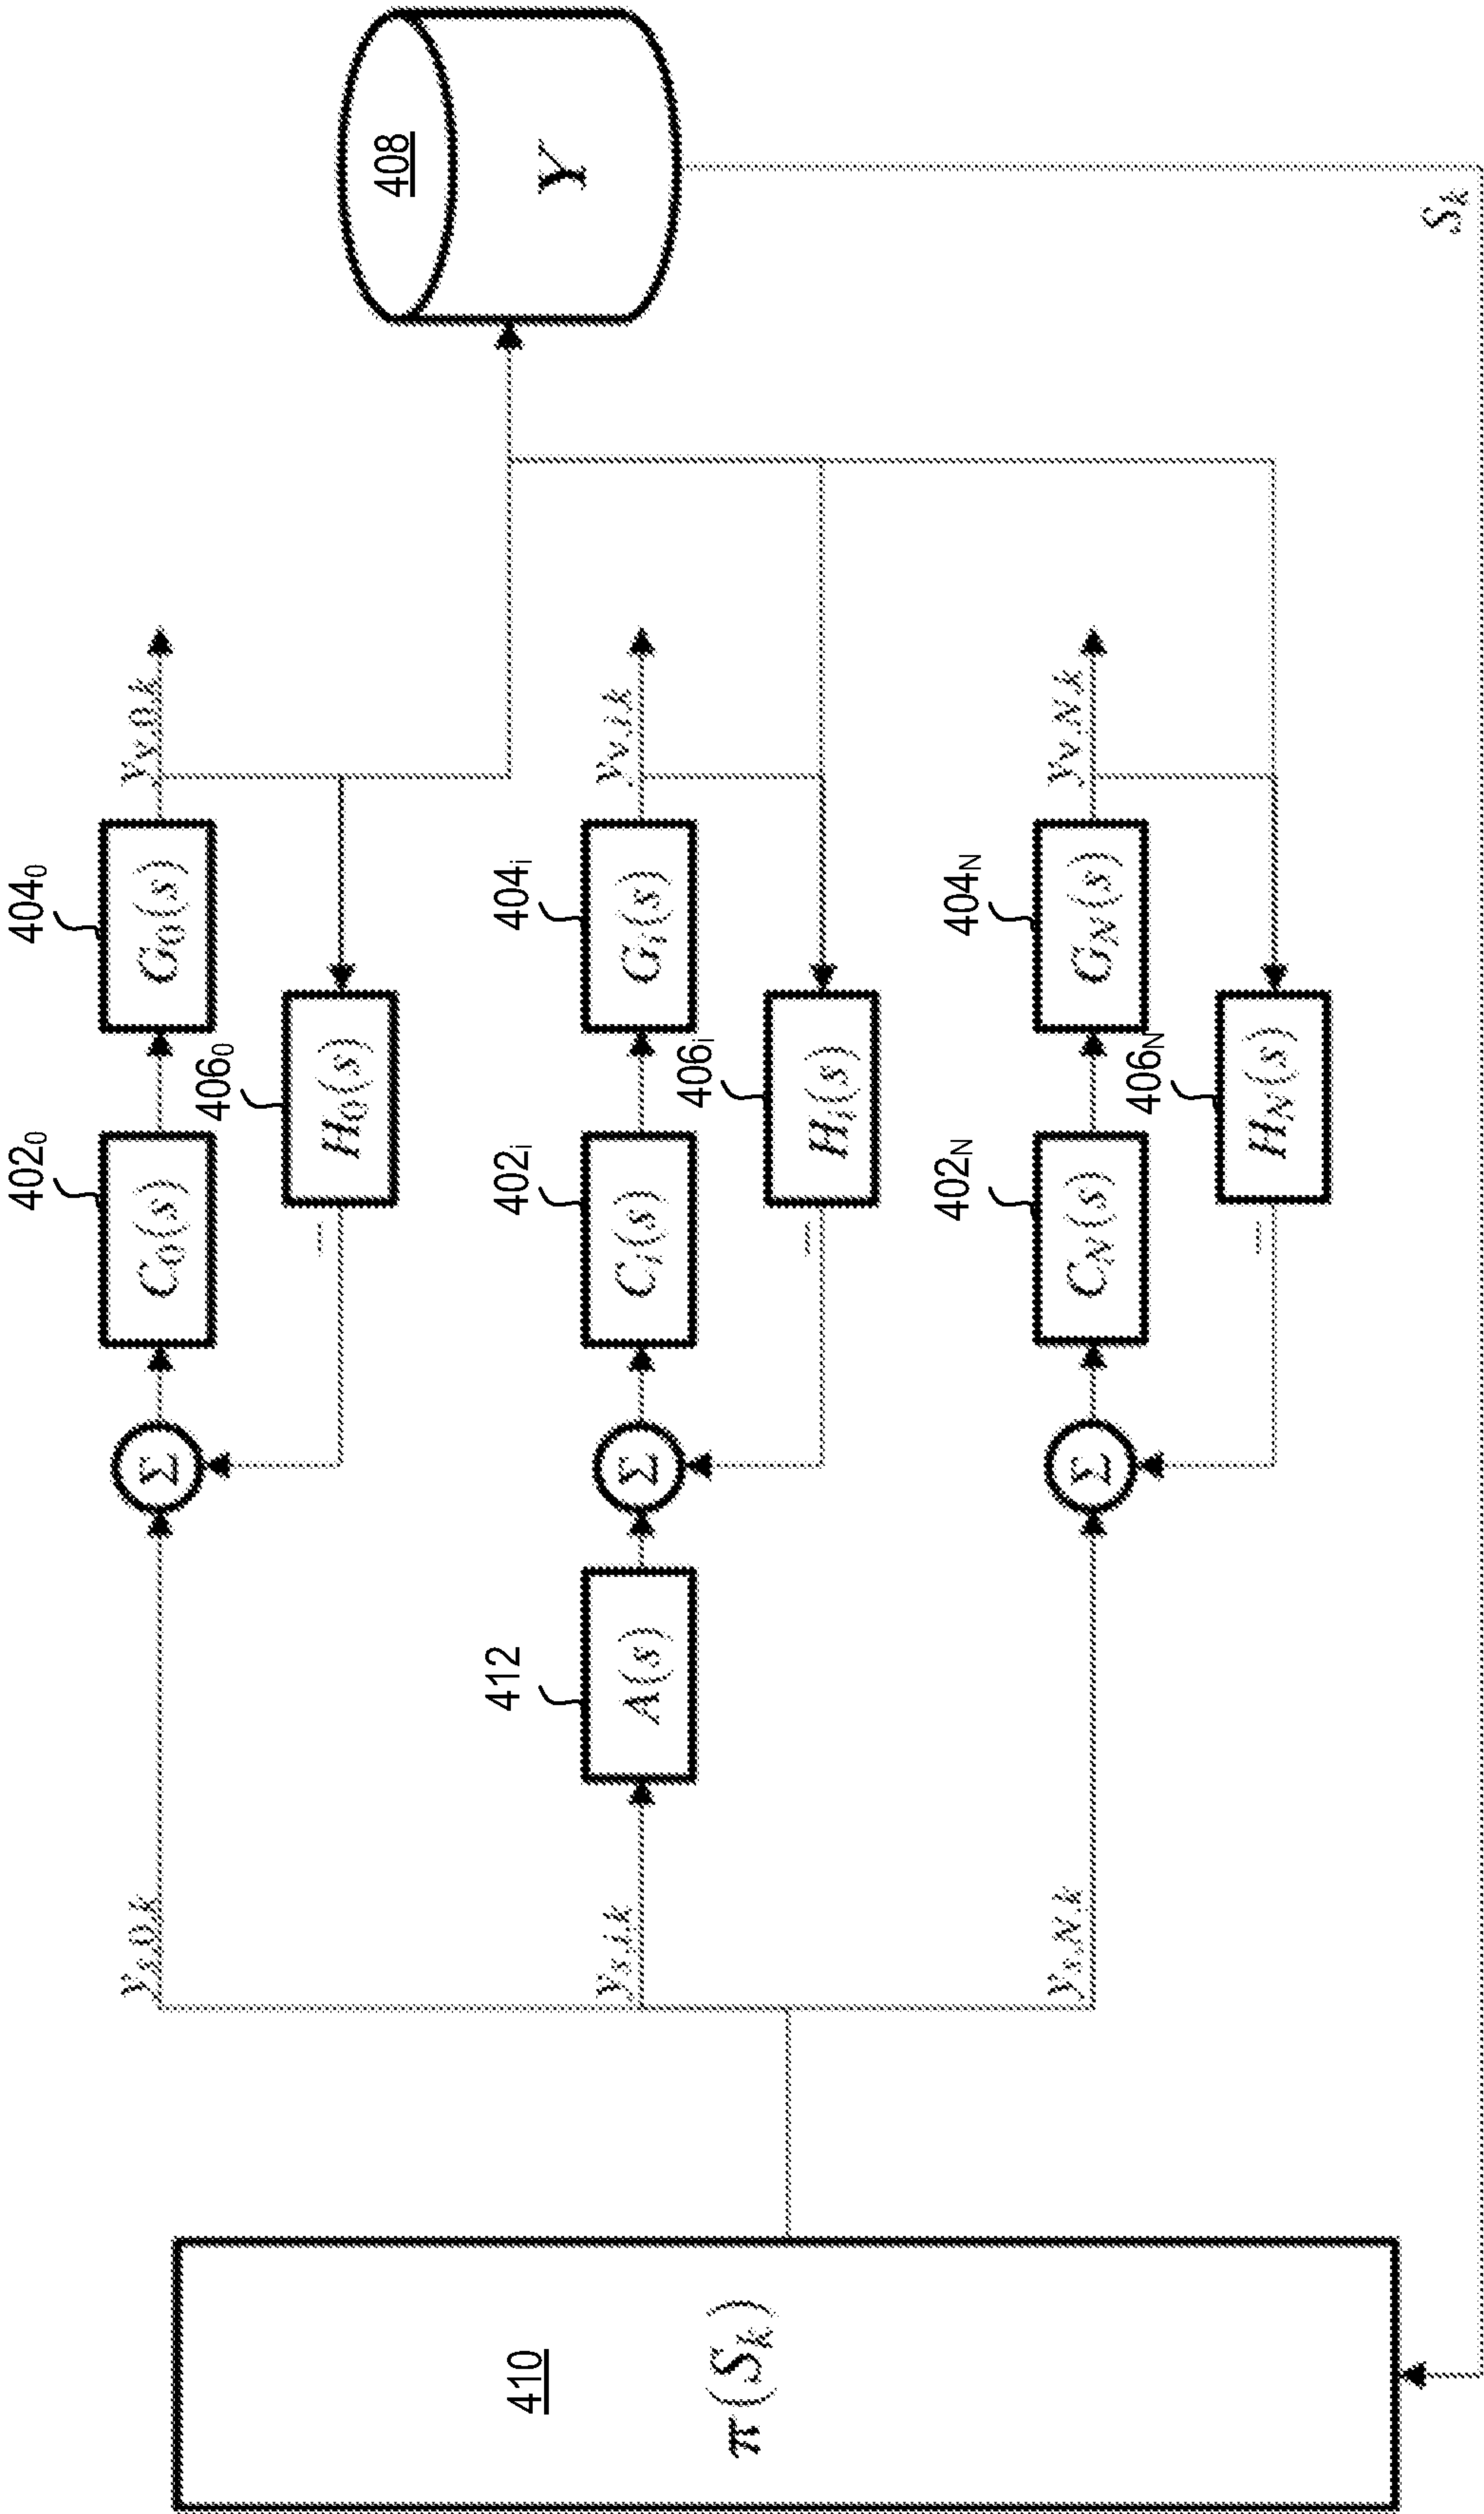 410
π(S_k)
y_{s,0,k}
y_{s,i,k}
y_{s,N,k}
412
A(s)
Σ
Σ
Σ
402_0
C_0(s)
404_0
G_0(s)
406_0
H_0(s)
–
y_{v,0,k}
402_i
C_i(s)
404_i
G_i(s)
406_i
H_i(s)
–
y_{v,i,k}
402_N
C_N(s)
404_N
G_N(s)
406_N
H_N(s)
–
y_{v,N,k}
408
Y
S_k